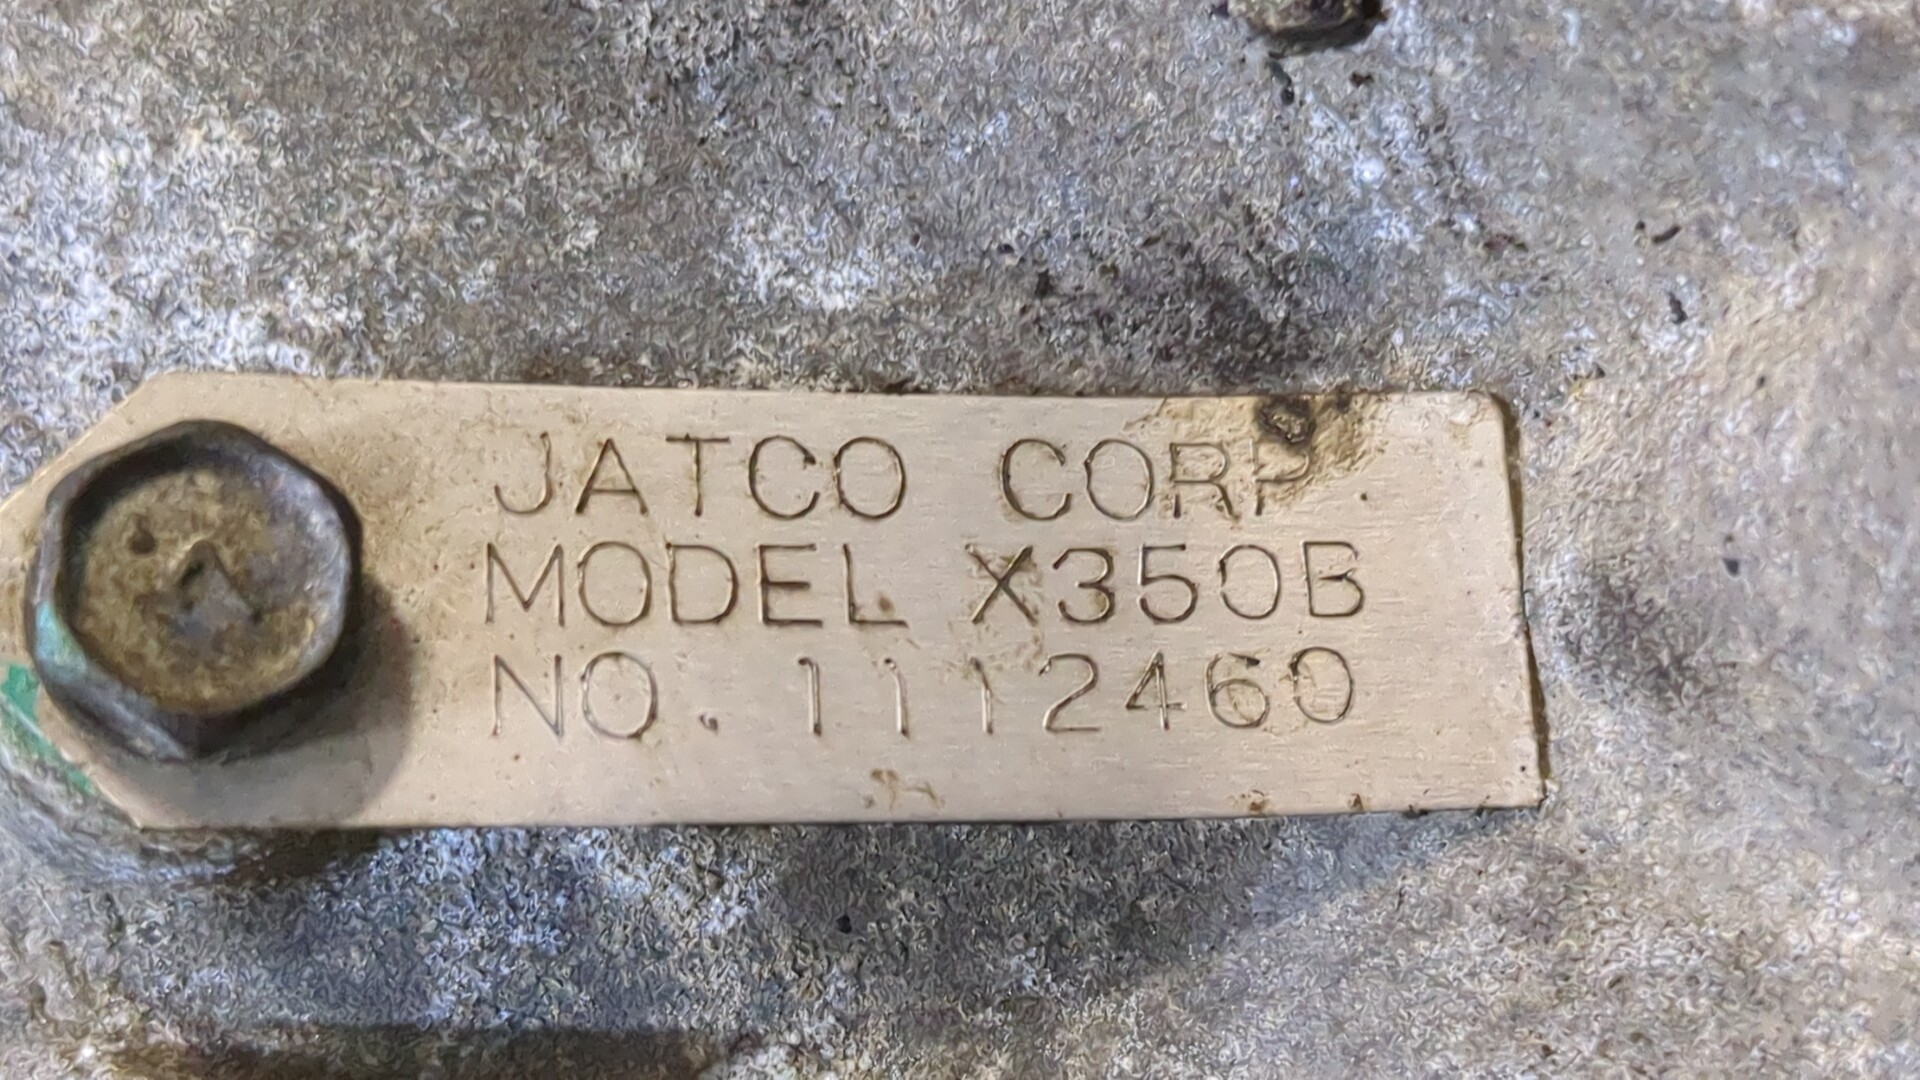 JATCO CORP.
MODEL X350B
NO. 1112460